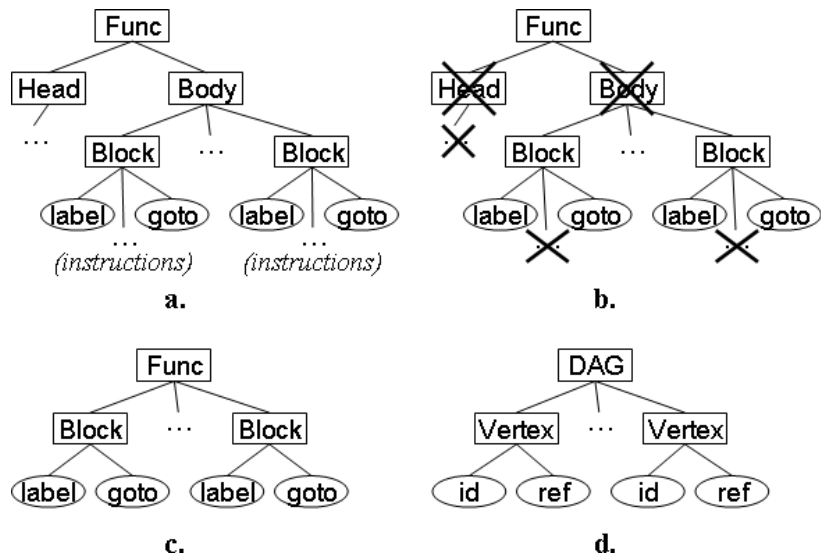 Func
Head
Body
...
Block
...
Block
label
goto
label
goto
...
...
(instructions)
(instructions)
a.
Func
Head
Body
Block
...
Block
label
goto
label
goto
b.
Func
Block
...
Block
label
goto
label
goto
c.
DAG
Vertex
...
Vertex
id
ref
id
ref
d.